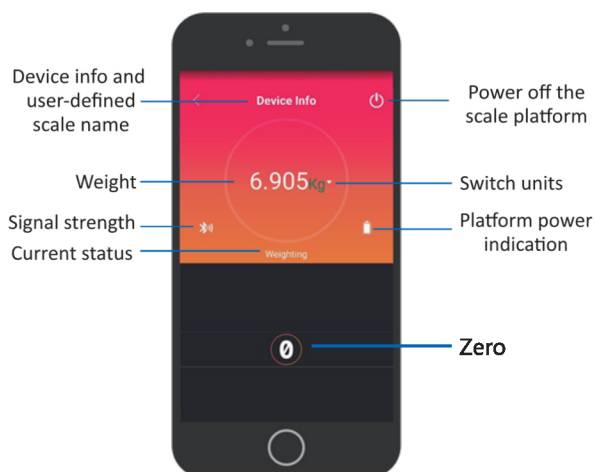 Device info and
user-defined
scale name
Device Info
Power off the
scale platform
Weight
6.905Kg
Switch units
Signal strength
Platform power
indication
Current status
Weighting
0
Zero